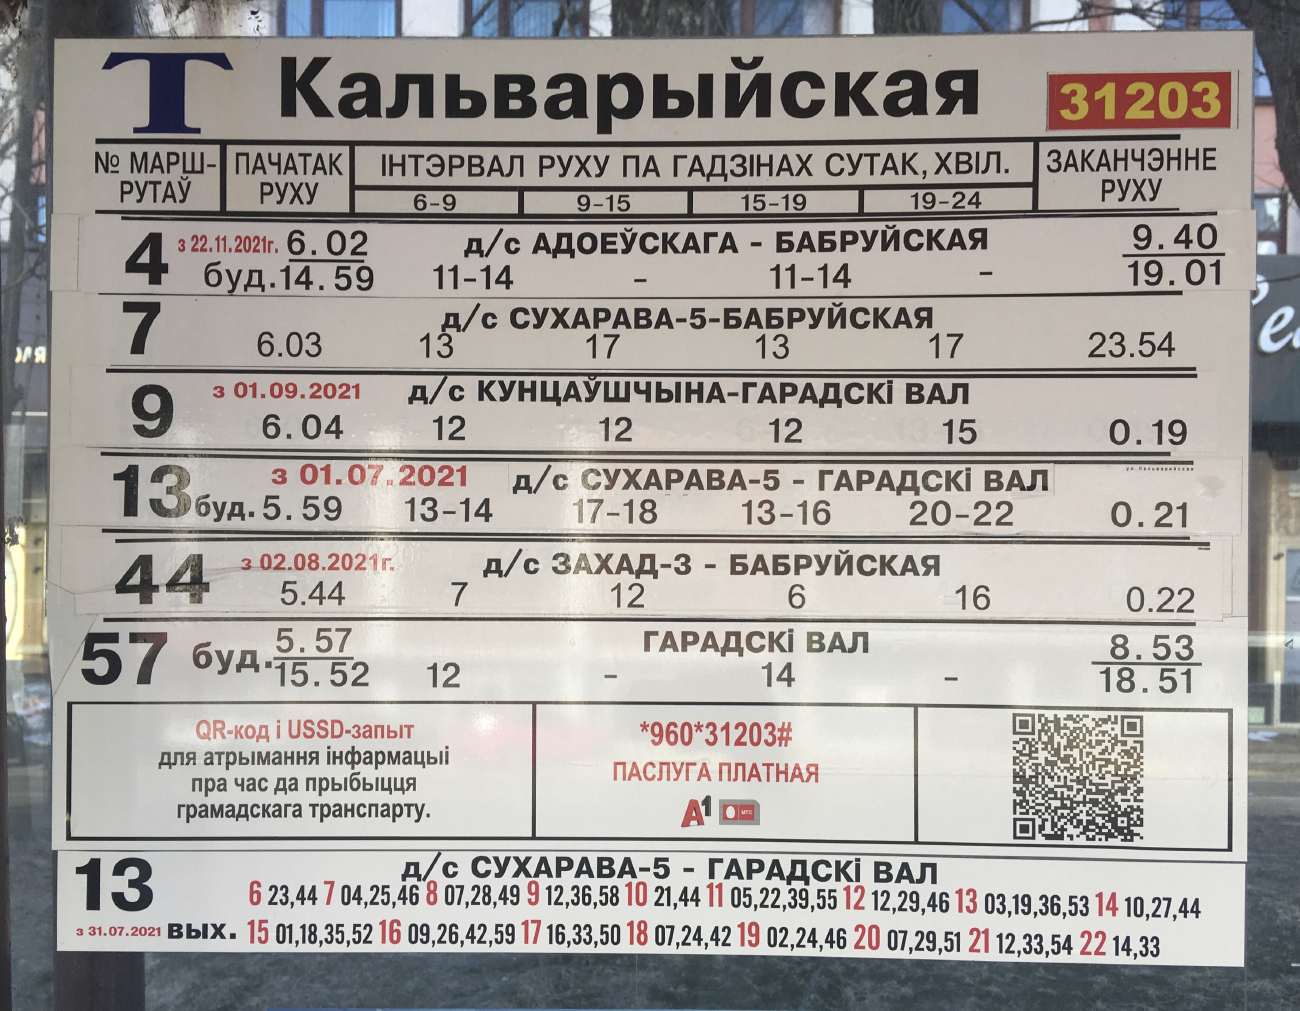 Т Кальварыйская 31203
№ МАРШ-РУТАЎ ПАЧАТАК РУХУ ІНТЭРВАЛ РУХУ ПА ГАДЗІНАХ СУТАК, ХВІЛ. ЗАКАНЧЭННЕ РУХУ
6-9 9-15 15-19 19-24
4 з 22.11.2021г. 6.02 д/с АДОЕЎСКАГА - БАБРУЙСКАЯ 9.40
буд. 14.59 11-14 - 11-14 - 19.01
7 д/с СУХАРАВА-5-БАБРУЙСКАЯ
6.03 13 17 13 17 23.54
9 з 01.09.2021 д/с КУНЦАЎШЧЫНА-ГАРАДСКі ВАЛ
6.04 12 12 12 15 0.19
ул. Кальварийская
13 з 01.07.2021 д/с СУХАРАВА-5 - ГАРАДСКі ВАЛ
буд. 5.59 13-14 17-18 13-16 20-22 0.21
44 з 02.08.2021г. д/с ЗАХАД-3 - БАБРУЙСКАЯ
5.44 7 12 6 16 0.22
57 буд. 5.57 ГАРАДСКі ВАЛ 8.53
15.52 12 - 14 - 18.51
QR-код і USSD-запыт
для атрымання інфармацыі
пра час да прыбыцця
грамадскага транспарту.
*960*31203#
ПАСЛУГА ПЛАТНАЯ
А1 МТС
13 д/с СУХАРАВА-5 - ГАРАДСКі ВАЛ
6 23,44 7 04,25,46 8 07,28,49 9 12,36,58 10 21,44 11 05,22,39,55 12 12,29,46 13 03,19,36,53 14 10,27,44
з 31.07.2021 ВЫХ. 15 01,18,35,52 16 09,26,42,59 17 16,33,50 18 07,24,42 19 02,24,46 20 07,29,51 21 12,33,54 22 14,33